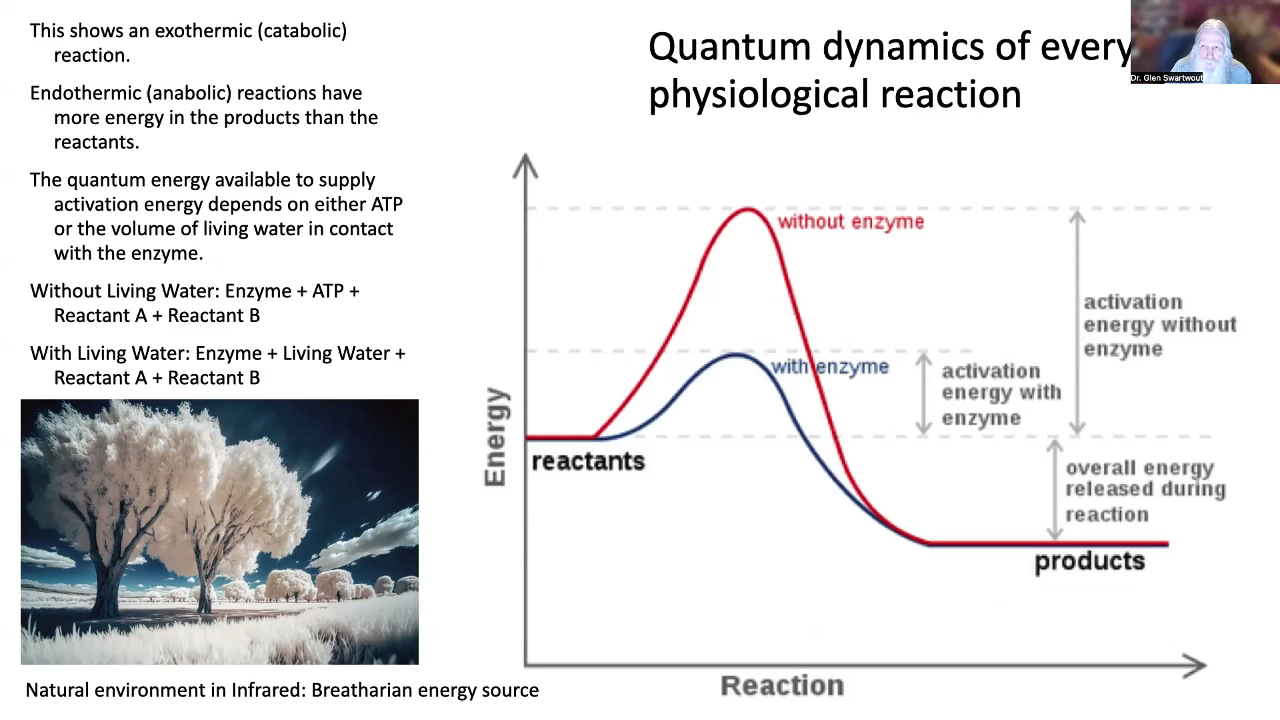 This shows an exothermic (catabolic)
reaction.
Endothermic (anabolic) reactions have
more energy in the products than the
reactants.
The quantum energy available to supply
activation energy depends on either ATP
or the volume of living water in contact
with the enzyme.
Without Living Water: Enzyme + ATP +
Reactant A + Reactant B
With Living Water: Enzyme + Living Water +
Reactant A + Reactant B
Natural environment in Infrared: Breatharian energy source
Quantum dynamics of every
physiological reaction
Dr. Glen Swartwout
without enzyme
with enzyme
activation
energy without
enzyme
activation
energy with
enzyme
Energy
reactants
overall energy
released during
reaction
products
Reaction